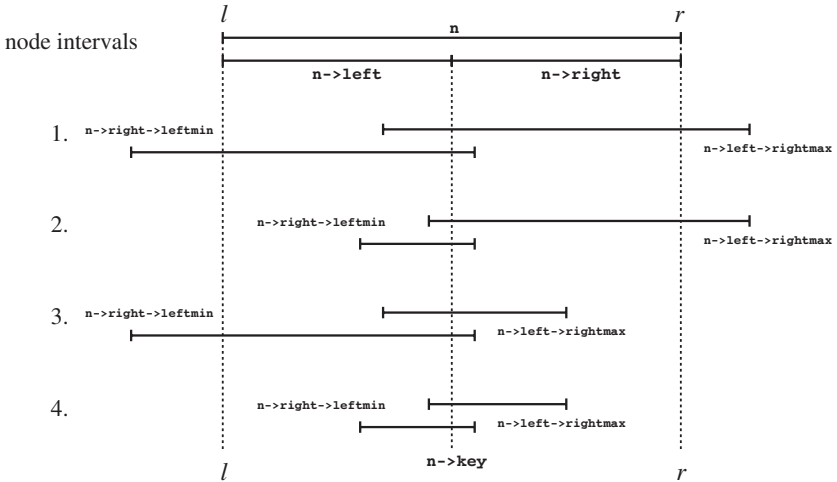 l r
node intervals n
n->left n->right
1. n->right->leftmin
n->left->rightmax
2. n->right->leftmin
n->left->rightmax
3. n->right->leftmin
n->left->rightmax
4. n->right->leftmin
n->left->rightmax
l n->key r